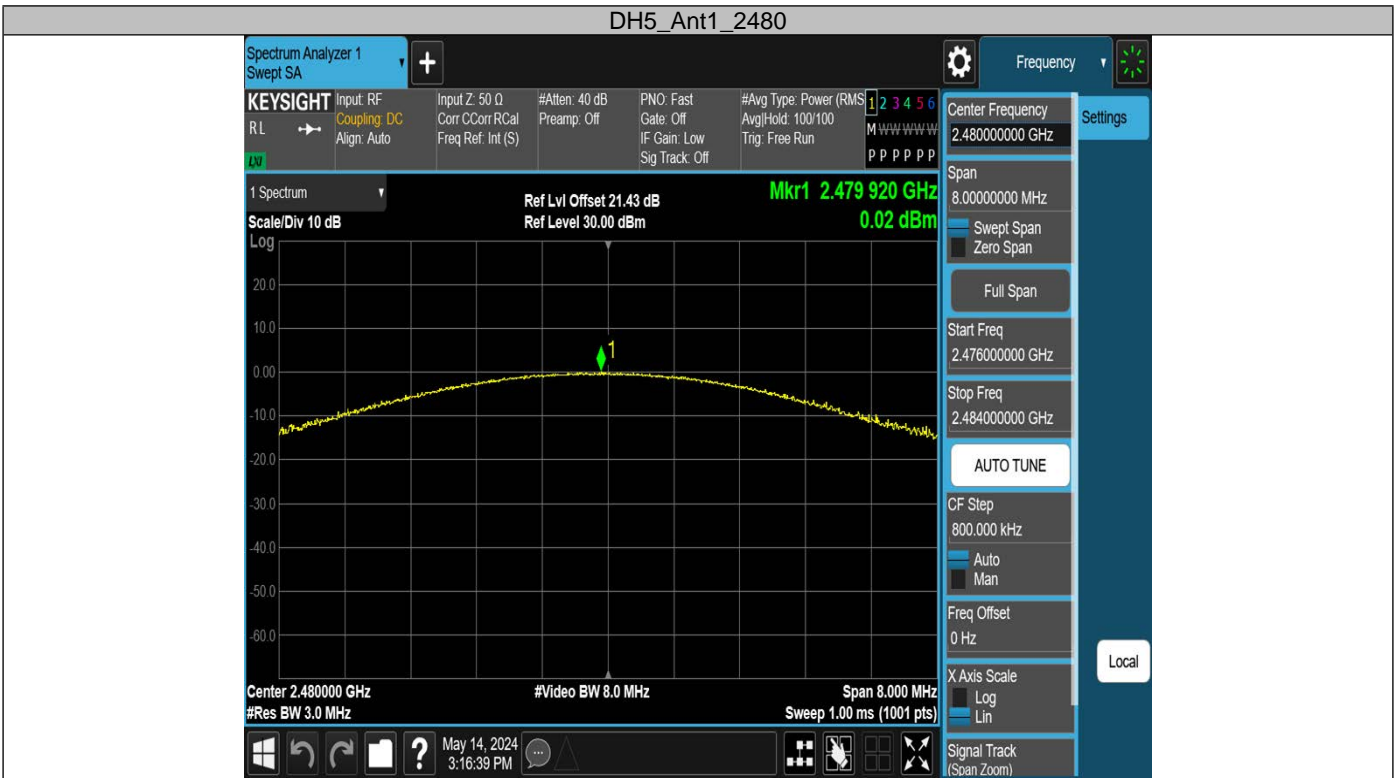 DH5_Ant1_2480
Spectrum Analyzer 1
Swept SA
+
Frequency
KEYSIGHT
Input: RF
Coupling: DC
Align: Auto
R L
LXI
Input Z: 50 Ω
Corr CCorr RCal
Freq Ref: Int (S)
#Atten: 40 dB
Preamp: Off
PNO: Fast
Gate: Off
IF Gain: Low
Sig Track: Off
#Avg Type: Power (RMS
Avg|Hold: 100/100
Trig: Free Run
1 2 3 4 5 6
M W W W W W
P P P P P P
1 Spectrum
Scale/Div 10 dB
Log
Ref Lvl Offset 21.43 dB
Ref Level 30.00 dBm
Mkr1 2.479 920 GHz
0.02 dBm
20.0
10.0
0.00
-10.0
-20.0
-30.0
-40.0
-50.0
-60.0
1
Center 2.480000 GHz
#Res BW 3.0 MHz
#Video BW 8.0 MHz
Span 8.000 MHz
Sweep 1.00 ms (1001 pts)
Center Frequency
2.480000000 GHz
Settings
Span
8.00000000 MHz
Swept Span
Zero Span
Full Span
Start Freq
2.476000000 GHz
Stop Freq
2.484000000 GHz
AUTO TUNE
CF Step
800.000 kHz
Auto
Man
Freq Offset
0 Hz
X Axis Scale
Log
Lin
Signal Track
(Span Zoom)
Local
?
May 14, 2024
3:16:39 PM